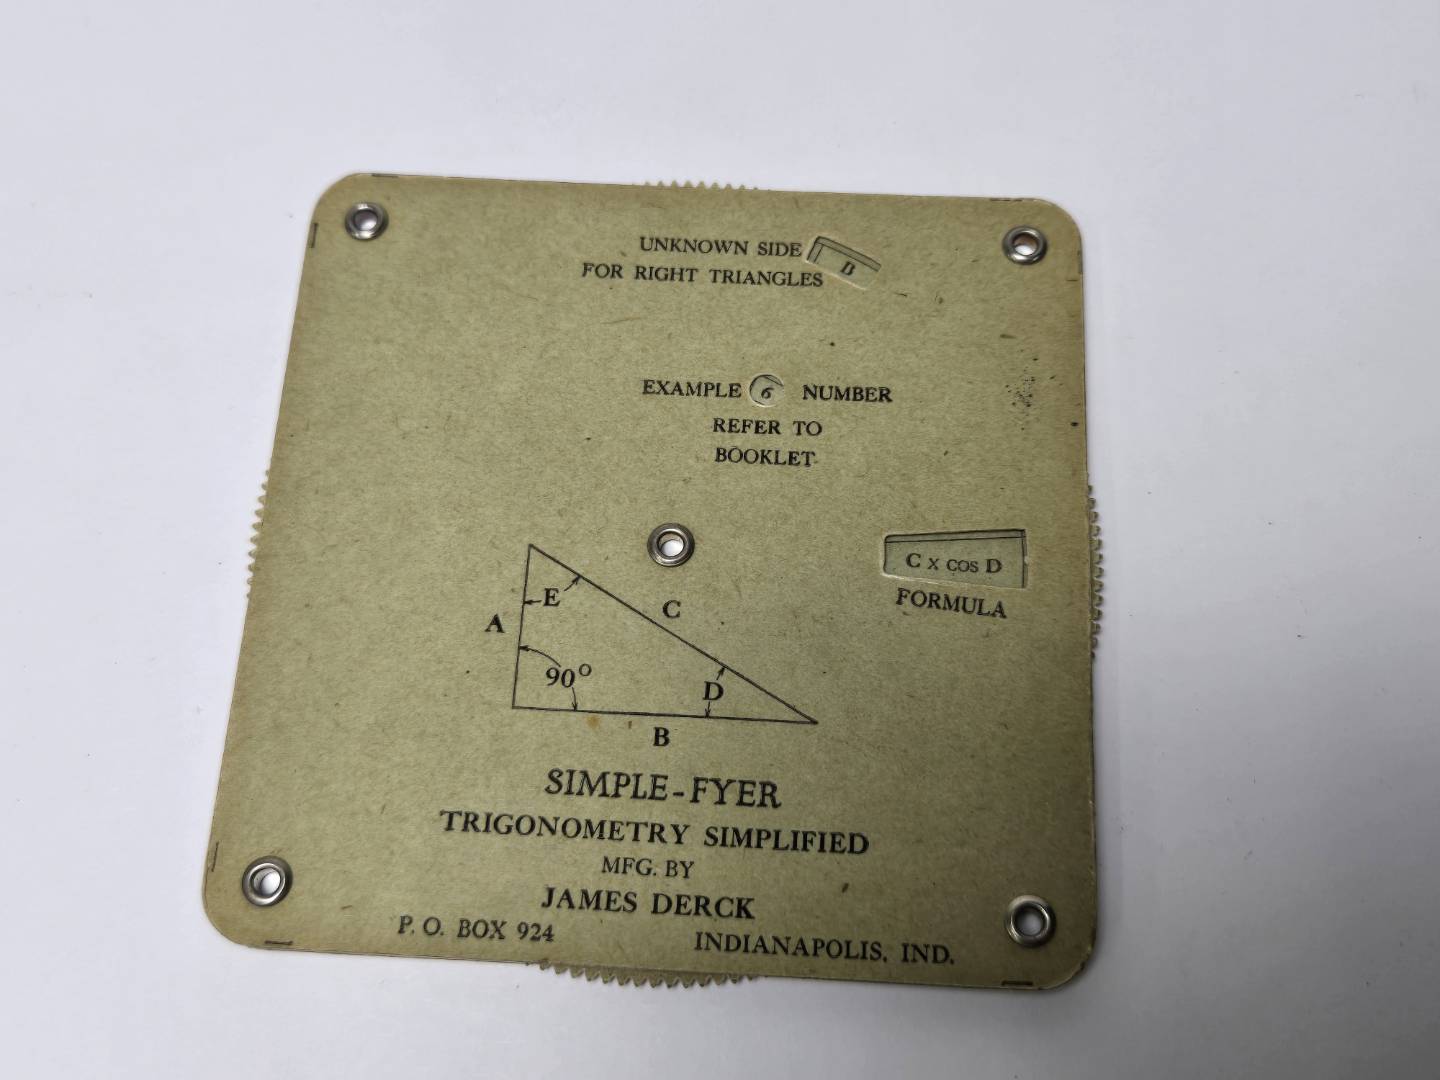 UNKNOWN SIDE B
FOR RIGHT TRIANGLES
EXAMPLE 6 NUMBER
REFER TO
BOOKLET
C X COS D
FORMULA
E
C
A
90°
D
B
SIMPLE-FYER
TRIGONOMETRY SIMPLIFIED
MFG. BY
JAMES DERCK
P. O. BOX 924 INDIANAPOLIS, IND.